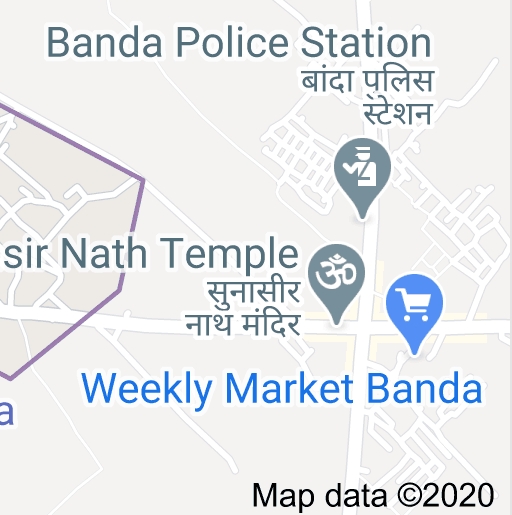 Banda Police Station
बांदा पुलिस
स्टेशन
sir Nath Temple
सुनासीर
नाथ मंदिर
Weekly Market Banda
a
Map data ©2020